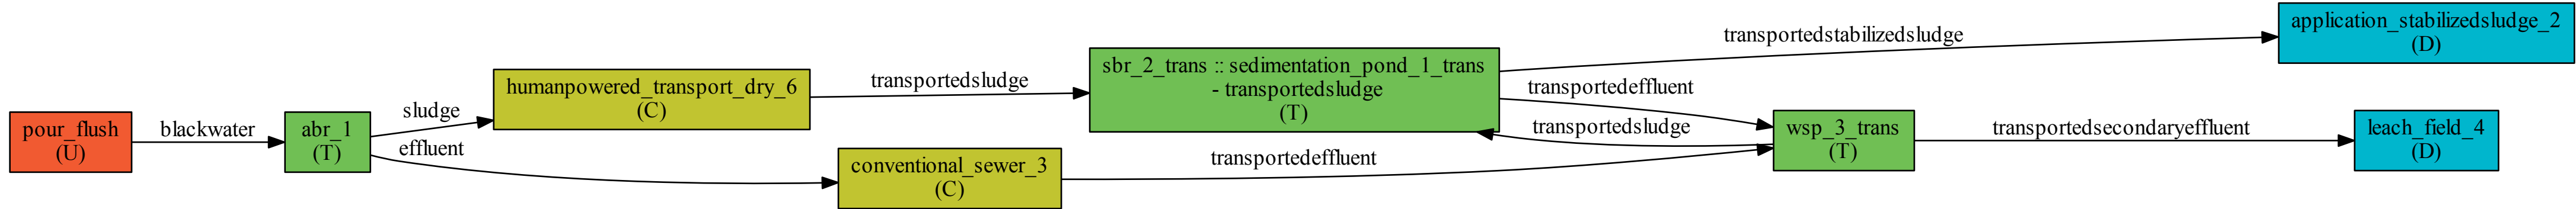 pour_flush
(U)
blackwater
abr_1
(T)
sludge
effluent
humanpowered_transport_dry_6
(C)
conventional_sewer_3
(C)
transportedsludge
transportedeffluent
sbr_2_trans :: sedimentation_pond_1_trans
- transportedsludge
(T)
transportedstabilizedsludge
transportedeffluent
transportedsludge
wsp_3_trans
(T)
transportedsecondaryeffluent
application_stabilizedsludge_2
(D)
leach_field_4
(D)